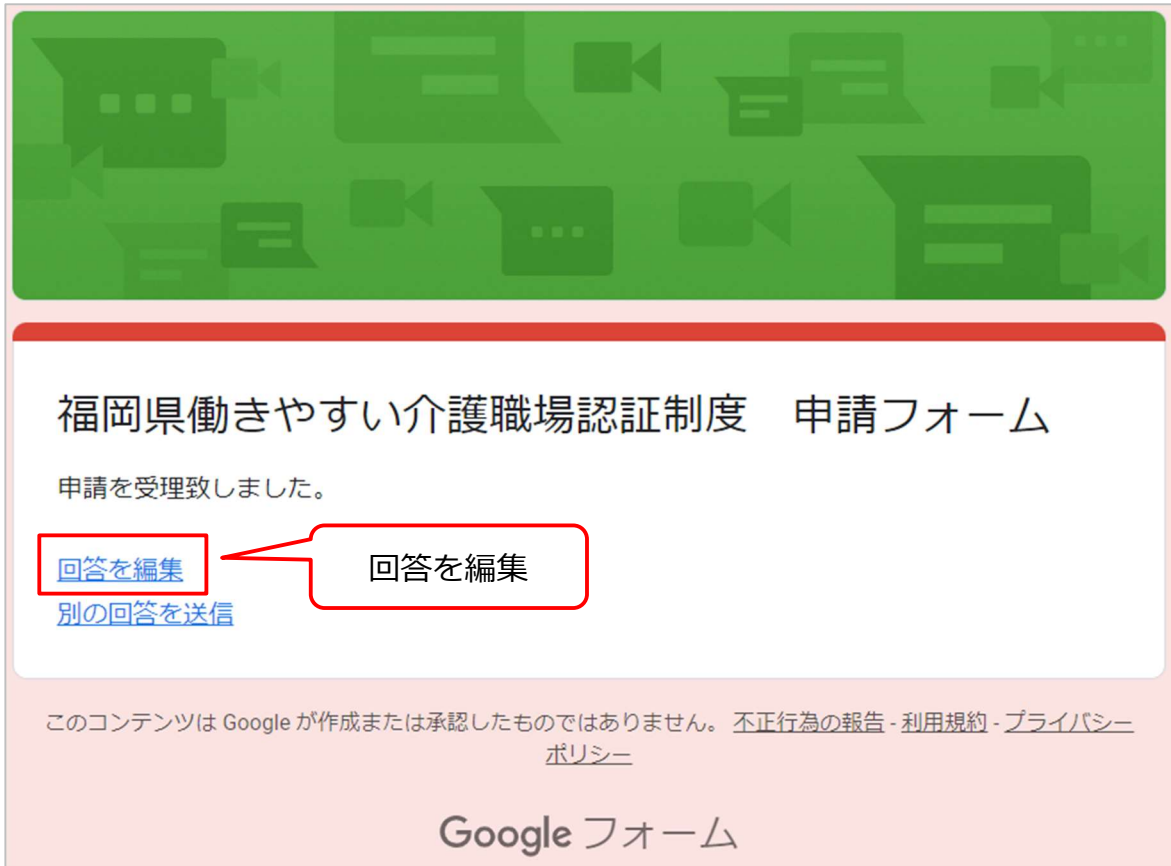 福岡県働きやすい介護職場認証制度　申請フォーム
申請を受理致しました。
回答を編集
回答を編集
別の回答を送信
このコンテンツは Google が作成または承認したものではありません。 不正行為の報告 - 利用規約 - プライバシー
ポリシー
Google フォーム